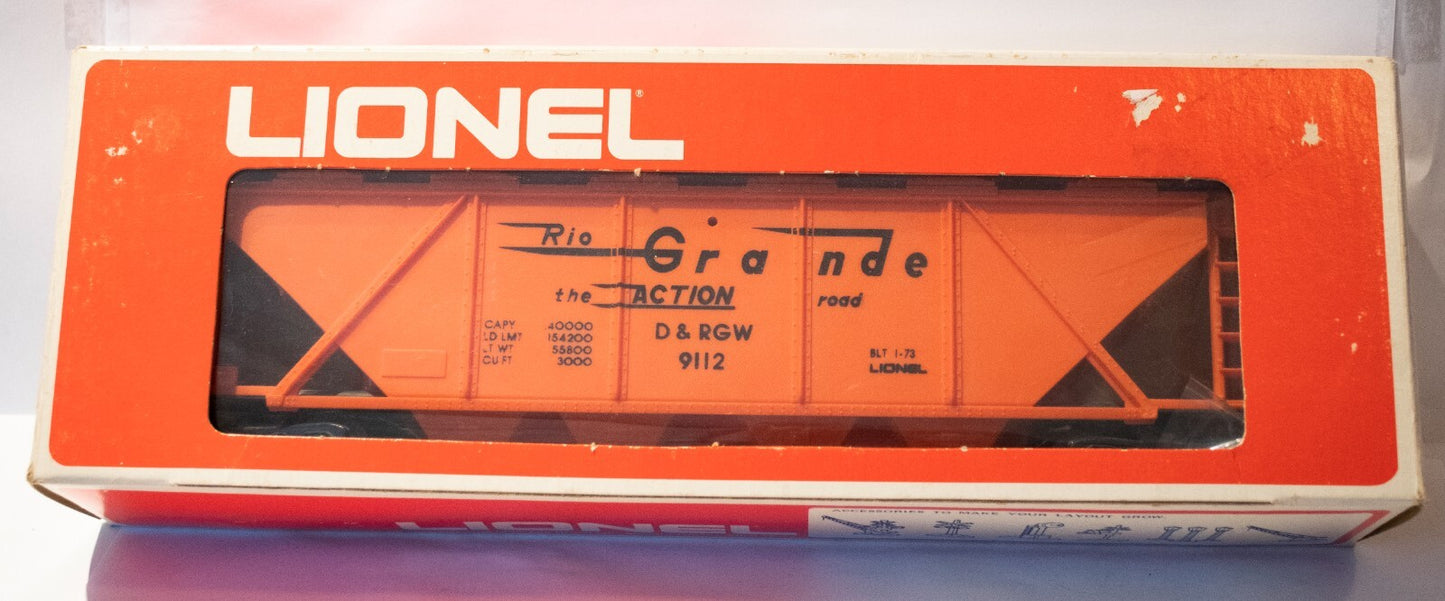 LIONEL®
Rio Grande
the ACTION road
CAPY 40000
LD LMT 154200
LT WT 55800
CU FT 3000
D & RGW
9112
BLT 1-73
LIONEL
LIONEL
ACCESSORIES TO MAKE YOUR LAYOUT GROW.